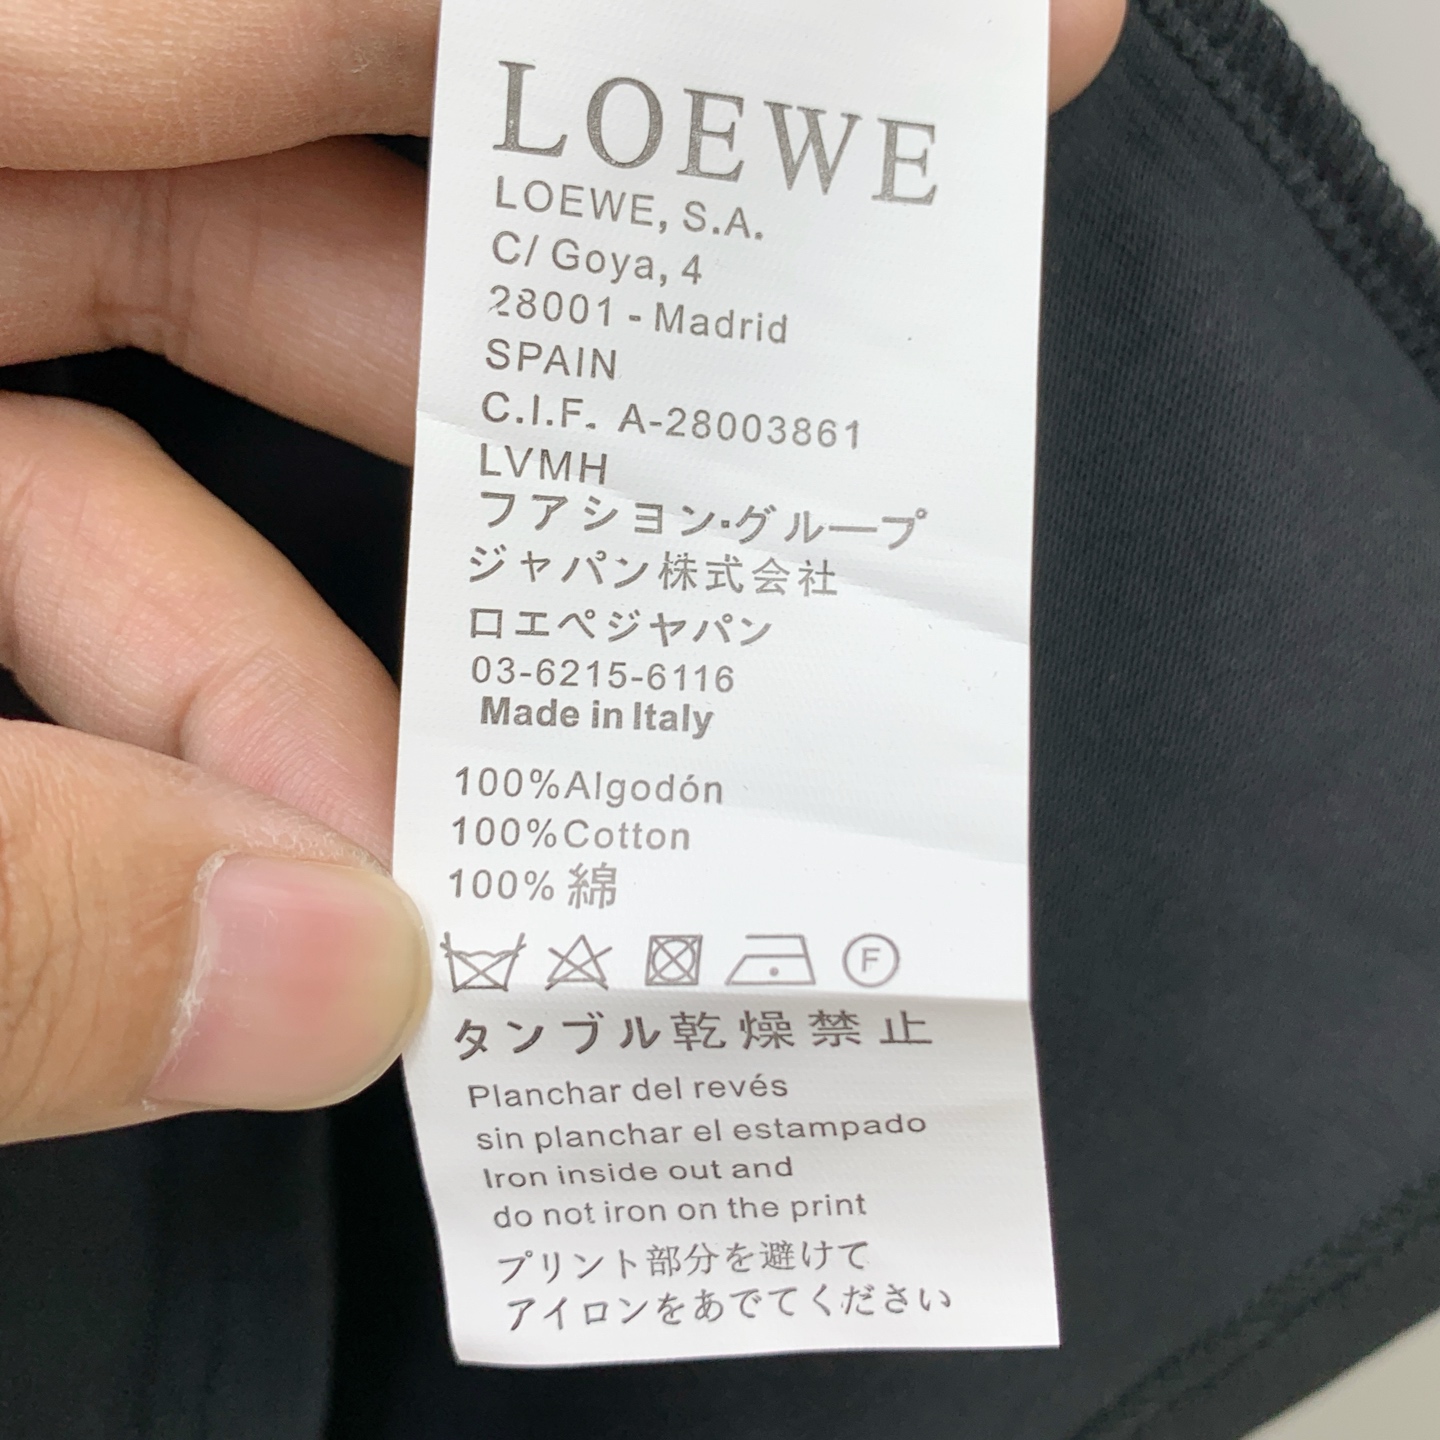 LOEWE
LOEWE, S.A.
C/ Goya, 4
28001 - Madrid
SPAIN
C.I.F. A-28003861
LVMH
フアシヨン·グループ
ジャパン株式会社
ロエペジヤパン
03-6215-6116
Made in Italy
100%Algodón
100%Cotton
100% 綿
F
タンブル乾燥禁止
Planchar del revés
sin planchar el estampado
Iron inside out and
do not iron on the print
プリント部分を避けて
アイロンをあでてください